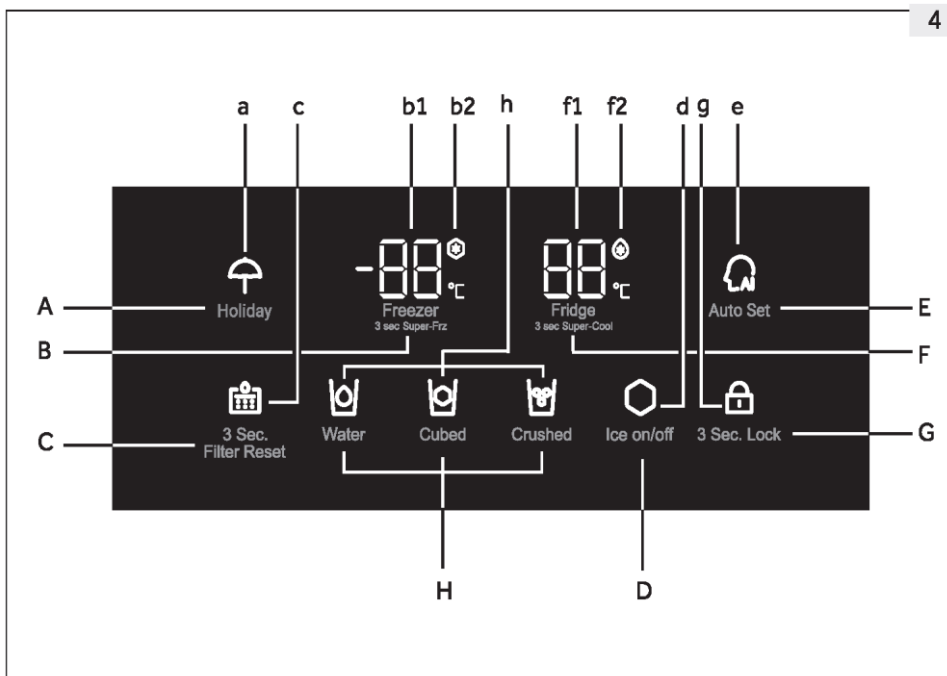 4
a c b1 b2 h f1 f2 d g e
-88 °C 88 °C
A Holiday Freezer Fridge Auto Set E
3 sec Super-Frz 3 sec Super-Cool
B F
3 Sec. Water Cubed Crushed Ice on/off 3 Sec. Lock
C Filter Reset G
H D